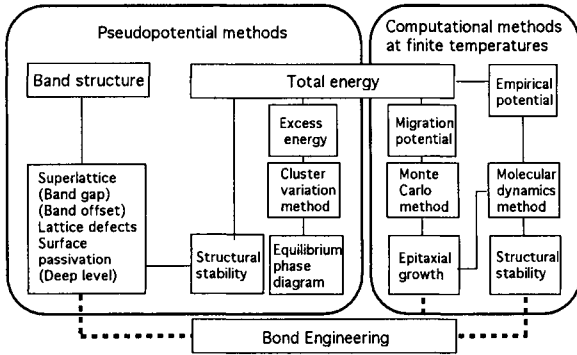 Pseudopotential methods
Computational methods
at finite temperatures
Band structure
Total energy
Empirical
potential
Excess
energy
Migration
potential
Superlattice
(Band gap)
(Band offset)
Lattice defects
Surface
passivation
(Deep level)
Cluster
variation
method
Monte
Carlo
method
Molecular
dynamics
method
Structural
stability
Equilibrium
phase
diagram
Epitaxial
growth
Structural
stability
Bond Engineering